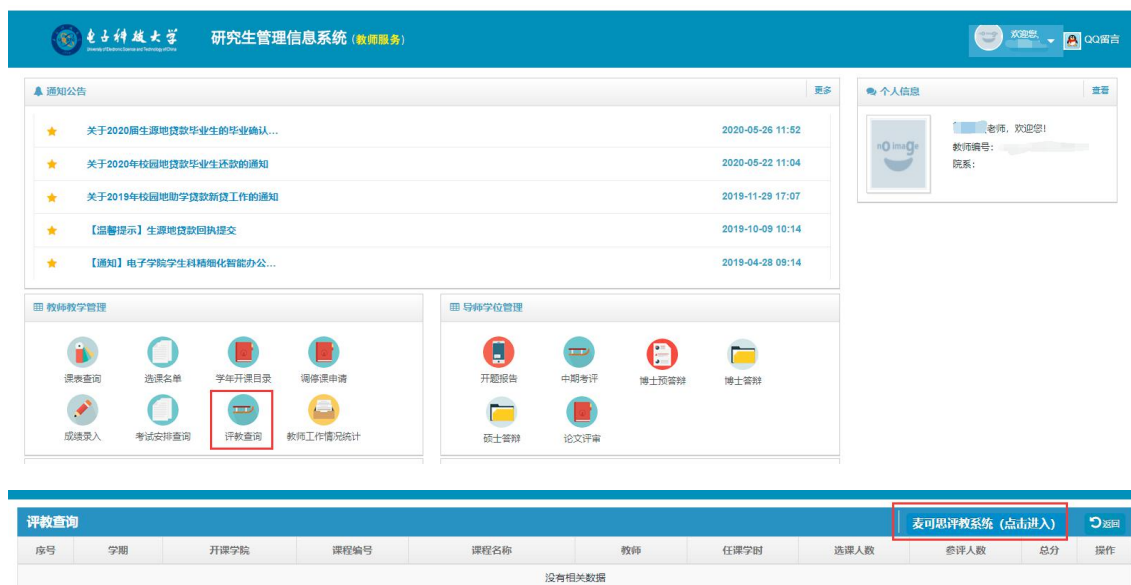 电子科技大学
University of Electronic Science and Technology of China
研究生管理信息系统 (教师服务)
欢迎您,
QQ留言
通知公告
更多
关于2020届生源地贷款毕业生的毕业确认...
2020-05-26 11:52
关于2020年校园地贷款毕业生还款的通知
2020-05-22 11:04
关于2019年校园地助学贷款新贷工作的通知
2019-11-29 17:07
【温馨提示】生源地贷款回执提交
2019-10-09 10:14
【通知】电子学院学生科精细化智能办公...
2019-04-28 09:14
个人信息
查看
nO image
老师, 欢迎您!
教师编号:
院系:
教师教学管理
课表查询
选课名单
学年开课目录
调停课申请
成绩录入
考试安排查询
评教查询
教师工作情况统计
导师学位管理
开题报告
中期考评
博士预答辩
博士答辩
硕士答辩
论文评审
评教查询
麦可思评教系统 (点击进入)
返回
序号 学期 开课学院 课程编号 课程名称 教师 任课学时 选课人数 参评人数 总分 操作
没有相关数据